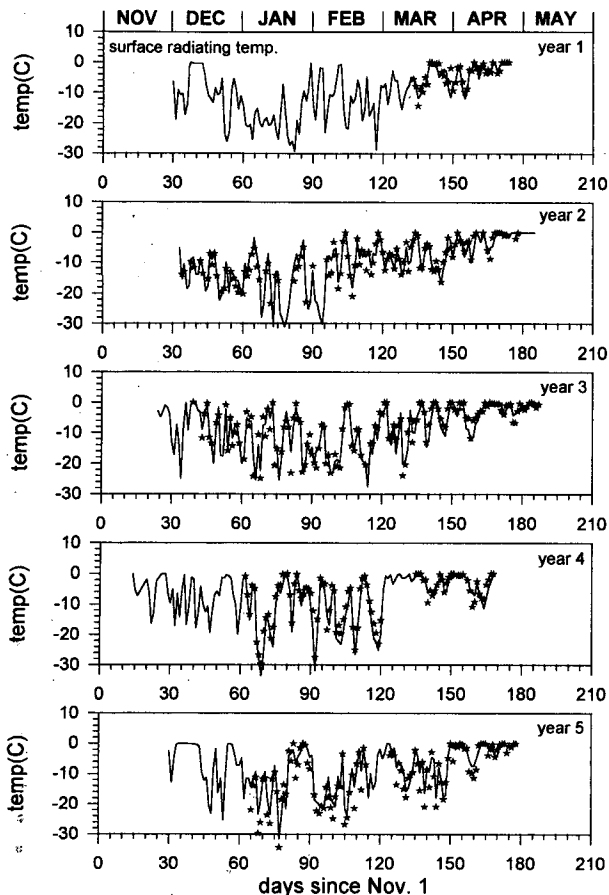 NOV DEC JAN FEB MAR APR MAY
10
surface radiating temp. year 1
0
-10
-20
-30
temp(C)
0 30 60 90 120 150 180 210
10
year 2
0
-10
-20
-30
temp(C)
0 30 60 90 120 150 180 210
10
year 3
0
-10
-20
-30
temp(C)
0 30 60 90 120 150 180 210
10
year 4
0
-10
-20
-30
temp(C)
0 30 60 90 120 150 180 210
10
year 5
0
-10
-20
-30
temp(C)
0 30 60 90 120 150 180 210
days since Nov. 1